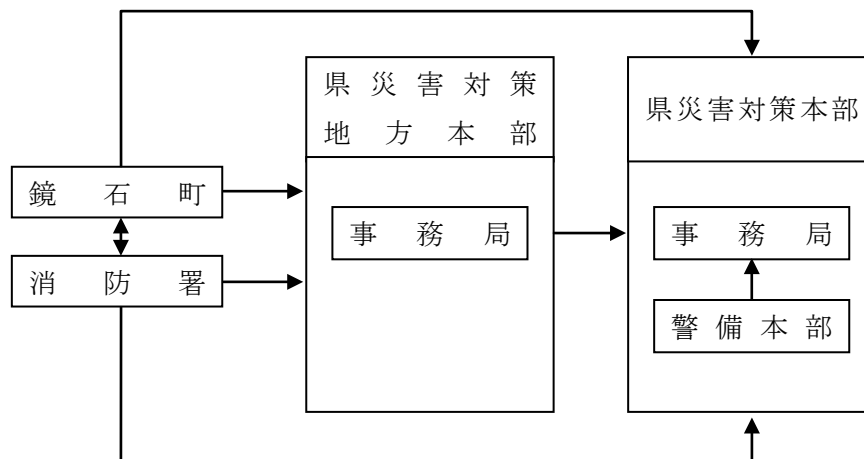 県災害対策
地方本部
県災害対策本部
鏡石町
事務局
事務局
消防署
警備本部